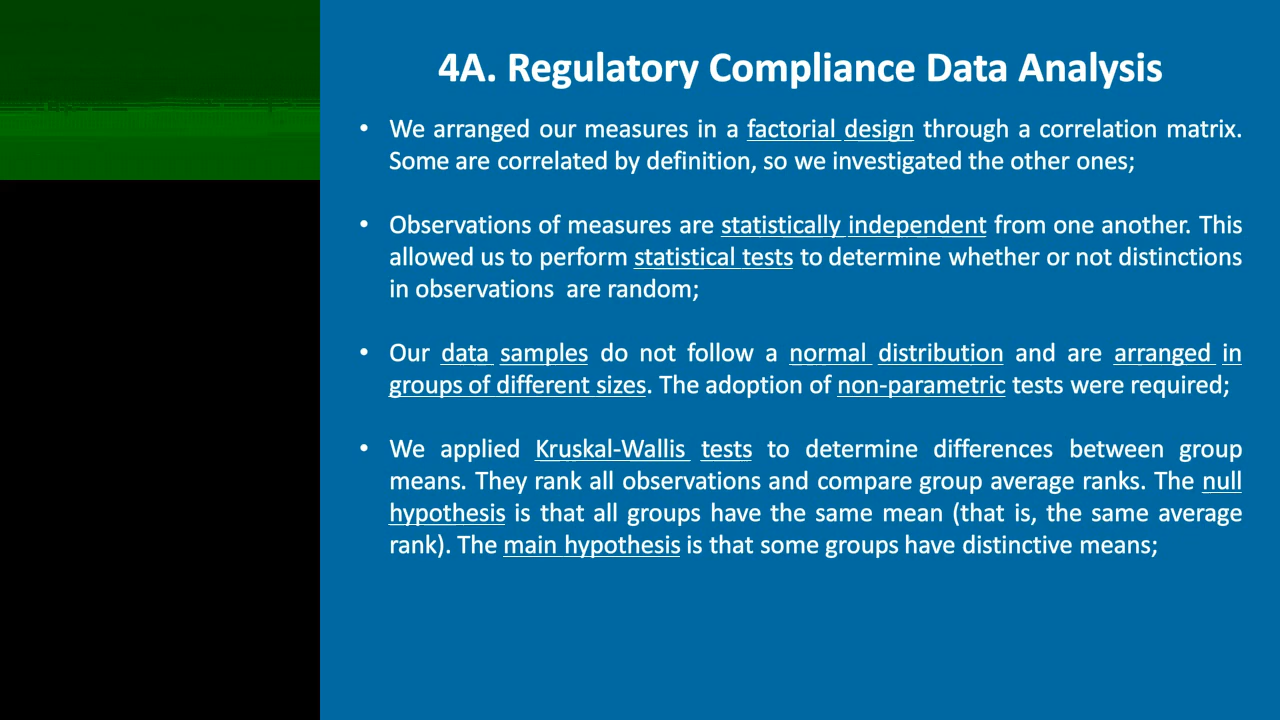 4A. Regulatory Compliance Data Analysis
• We arranged our measures in a factorial design through a correlation matrix.
Some are correlated by definition, so we investigated the other ones;
• Observations of measures are statistically independent from one another. This
allowed us to perform statistical tests to determine whether or not distinctions
in observations  are random;
• Our data samples do not follow a normal distribution and are arranged in
groups of different sizes. The adoption of non-parametric tests were required;
• We applied Kruskal-Wallis tests to determine differences between group
means. They rank all observations and compare group average ranks. The null
hypothesis is that all groups have the same mean (that is, the same average
rank). The main hypothesis is that some groups have distinctive means;